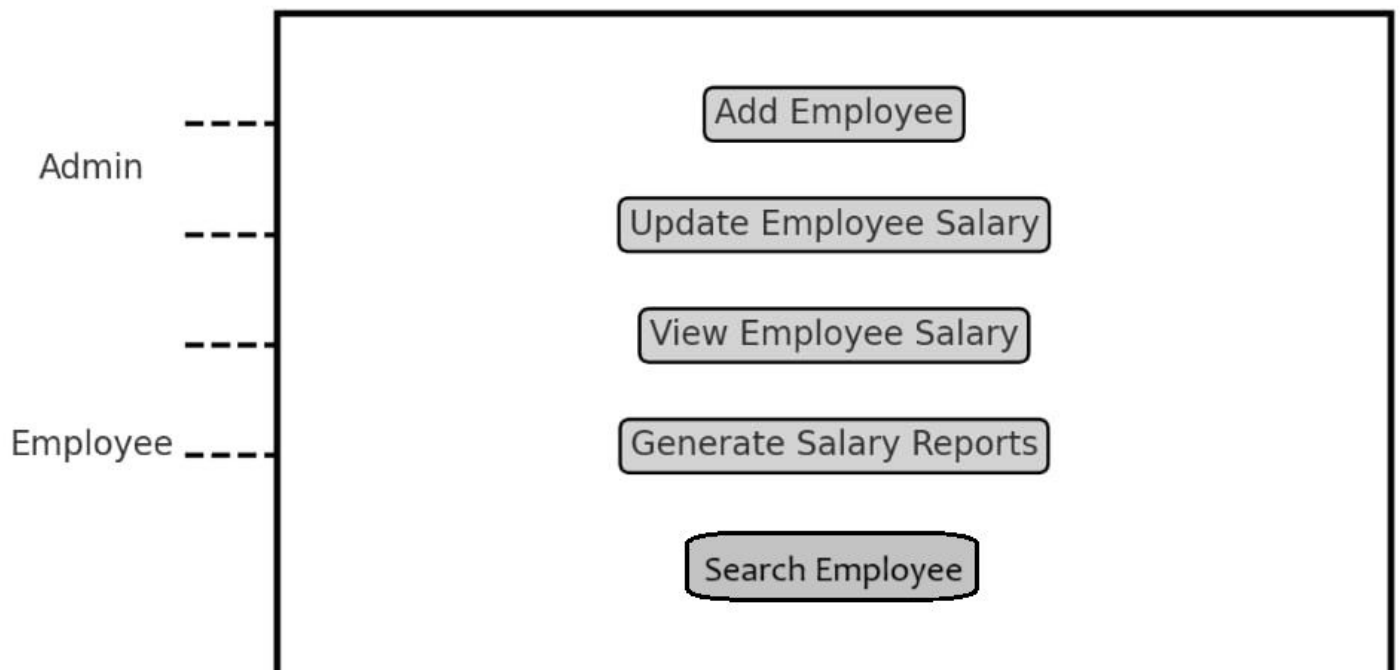 Add Employee
Admin
Update Employee Salary
View Employee Salary
Employee
Generate Salary Reports
Search Employee